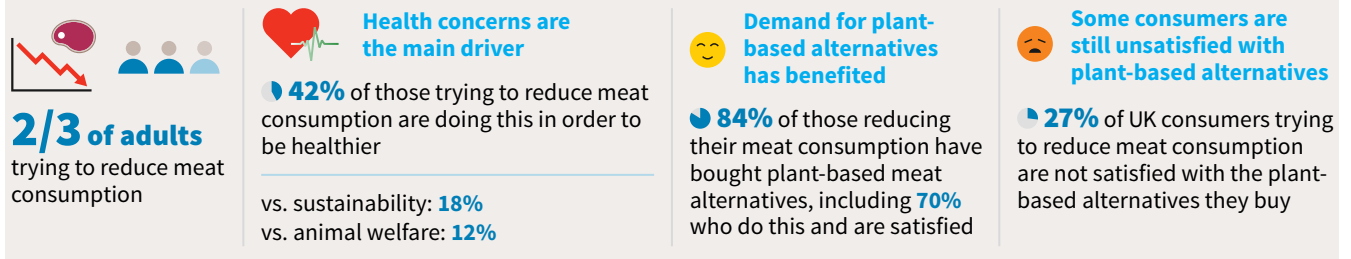 2/3 of adults
trying to reduce meat
consumption
Health concerns are
the main driver
42% of those trying to reduce meat
consumption are doing this in order to
be healthier
vs. sustainability: 18%
vs. animal welfare: 12%
Demand for plant-
based alternatives
has benefited
84% of those reducing
their meat consumption have
bought plant-based meat
alternatives, including 70%
who do this and are satisfied
Some consumers are
still unsatisfied with
plant-based alternatives
27% of UK consumers trying
to reduce meat consumption
are not satisfied with the plant-
based alternatives they buy